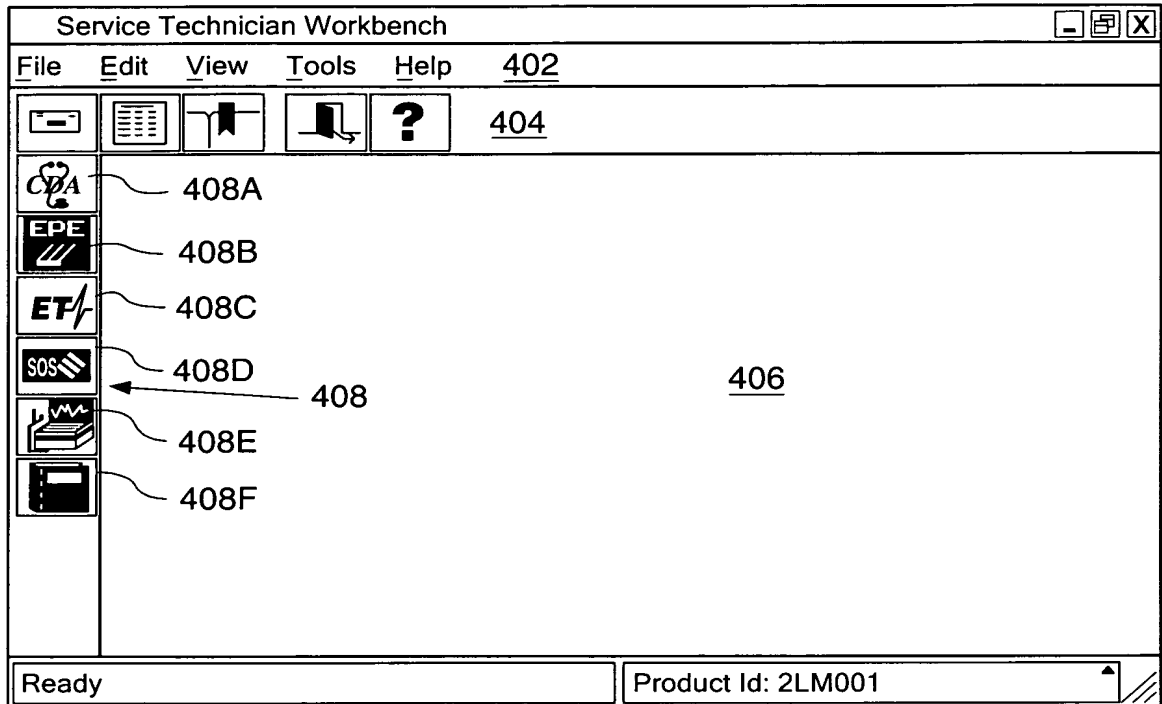 Service Technician Workbench
File Edit View Tools Help 402
? 404
CDA 408A
EPE 408B
ET 408C
SOS 408D
408
406
408E
408F
Ready Product Id: 2LM001